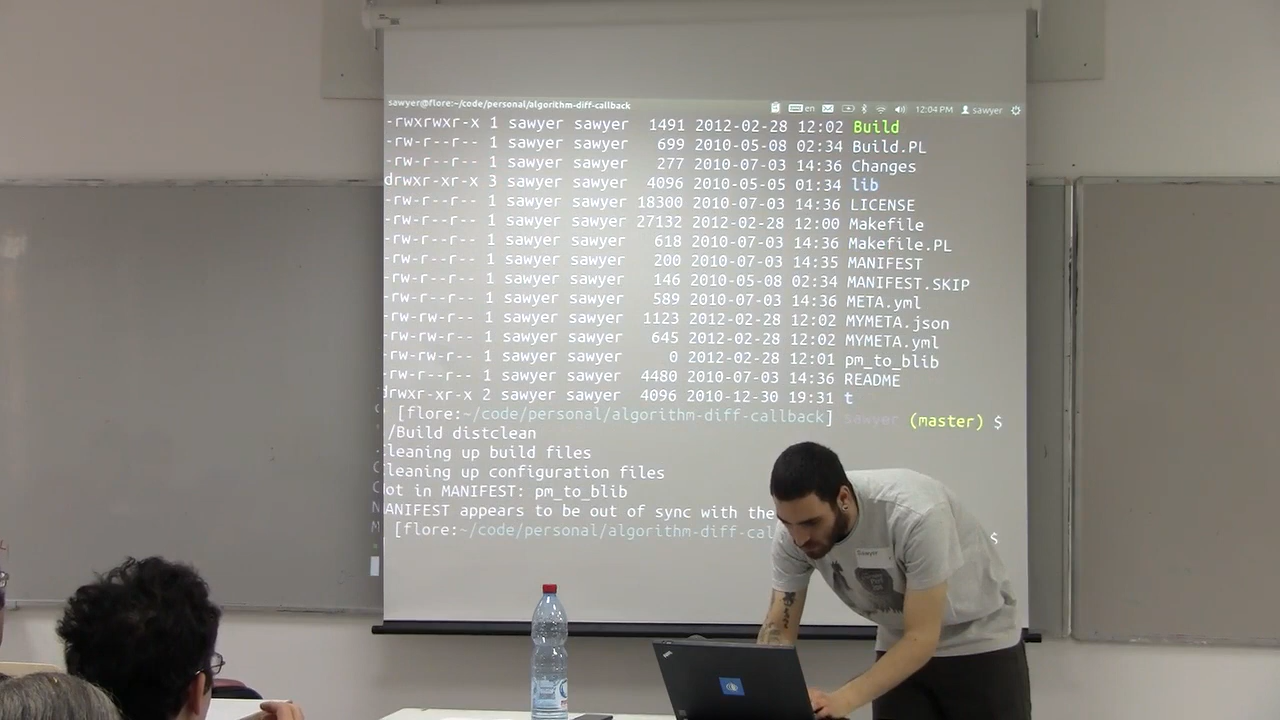 sawyer@flore:~/code/personal/algorithm-diff-callback en 12:04 PM sawyer
-rwxrwxr-x 1 sawyer sawyer 1491 2012-02-28 12:02 Build
-rw-r--r-- 1 sawyer sawyer 699 2010-05-08 02:34 Build.PL
-rw-r--r-- 1 sawyer sawyer 277 2010-07-03 14:36 Changes
drwxr-xr-x 3 sawyer sawyer 4096 2010-05-05 01:34 lib
-rw-r--r-- 1 sawyer sawyer 18300 2010-07-03 14:36 LICENSE
-rw-rw-r-- 1 sawyer sawyer 27132 2012-02-28 12:00 Makefile
-rw-r--r-- 1 sawyer sawyer 618 2010-07-03 14:36 Makefile.PL
-rw-r--r-- 1 sawyer sawyer 200 2010-07-03 14:35 MANIFEST
-rw-r--r-- 1 sawyer sawyer 146 2010-05-08 02:34 MANIFEST.SKIP
-rw-r--r-- 1 sawyer sawyer 589 2010-07-03 14:36 META.yml
-rw-rw-r-- 1 sawyer sawyer 1123 2012-02-28 12:02 MYMETA.json
-rw-rw-r-- 1 sawyer sawyer 645 2012-02-28 12:02 MYMETA.yml
-rw-rw-r-- 1 sawyer sawyer 0 2012-02-28 12:01 pm_to_blib
-rw-r--r-- 1 sawyer sawyer 4480 2010-07-03 14:36 README
drwxr-xr-x 2 sawyer sawyer 4096 2010-12-30 19:31 t
[flore:~/code/personal/algorithm-diff-callback] sawyer (master) $
./Build distclean
Cleaning up build files
Cleaning up configuration files
Not in MANIFEST: pm_to_blib
MANIFEST appears to be out of sync with the
[flore:~/code/personal/algorithm-diff-cal $
Sawyer